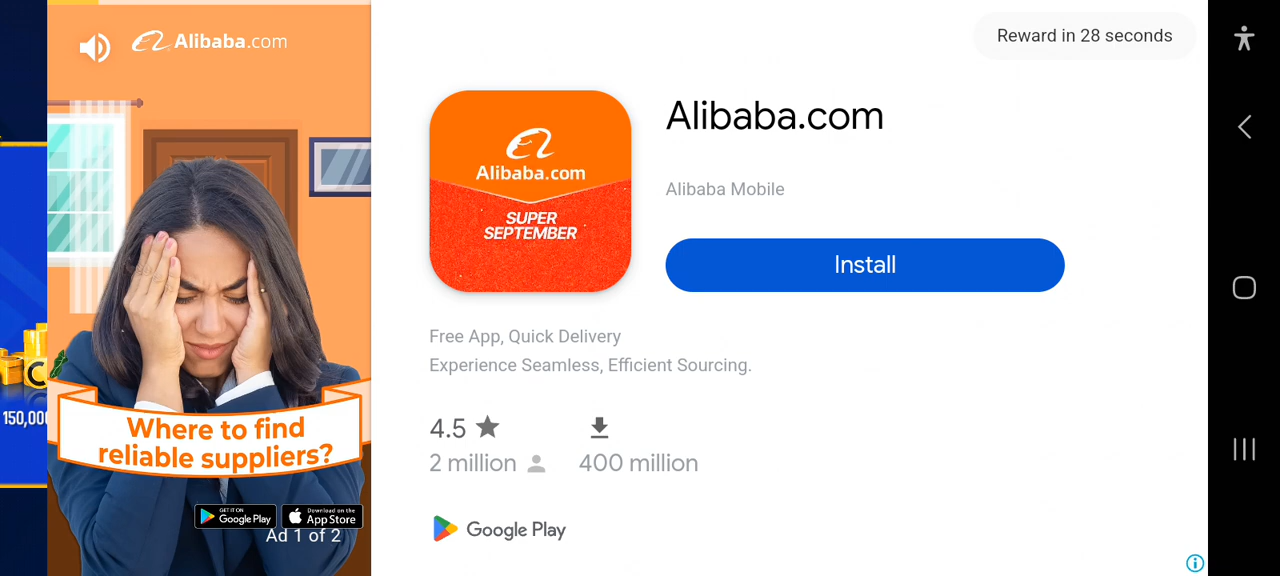 Alibaba.com
Reward in 28 seconds
Alibaba.com
SUPER
SEPTEMBER
Alibaba.com
Alibaba Mobile
Install
Free App, Quick Delivery
Experience Seamless, Efficient Sourcing.
4.5
2 million
400 million
Google Play
150,000
Where to find
reliable suppliers?
GET IT ON
Google Play
Download on the
App Store
Ad 1 of 2